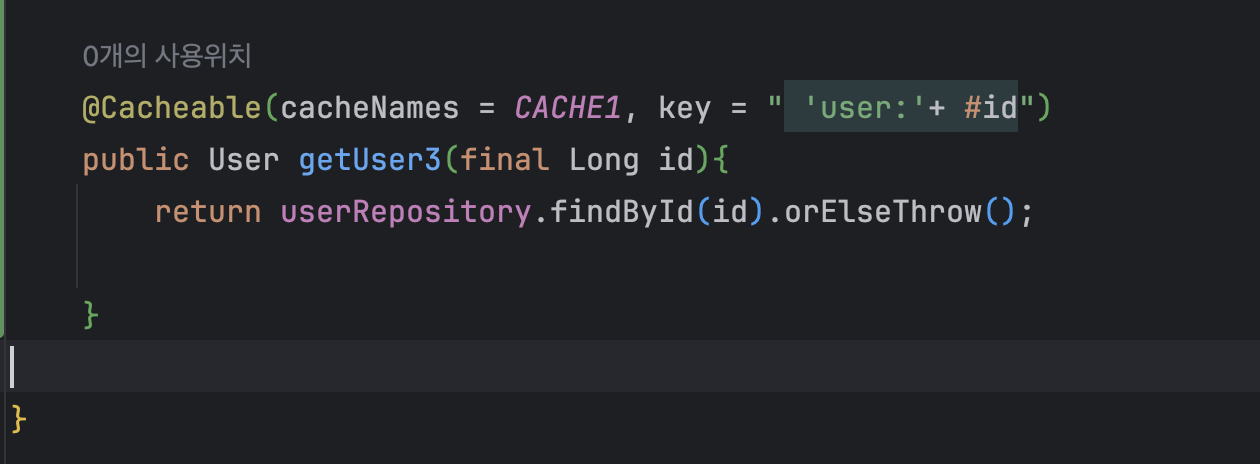 0개의 사용위치
@Cacheable(cacheNames = CACHE1, key = " 'user:'+ #id")
public User getUser3(final Long id){
return userRepository.findById(id).orElseThrow();
}
}